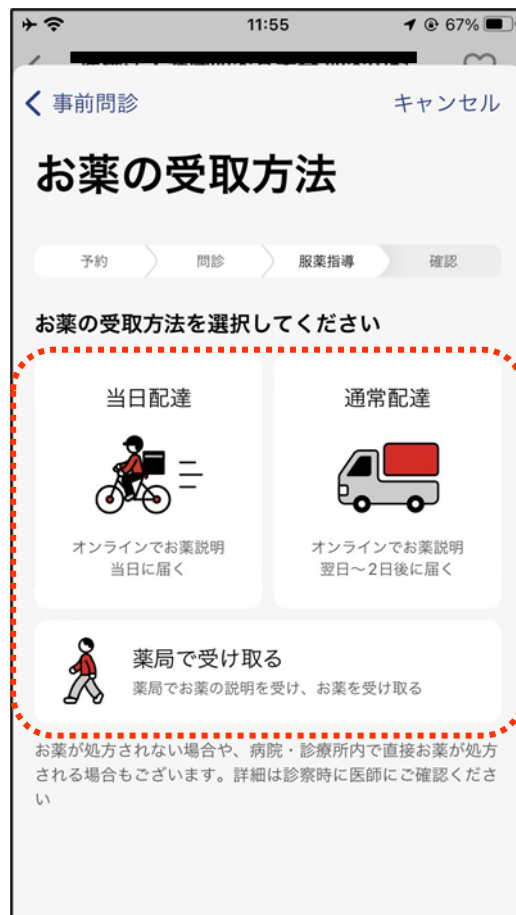 11:55
67%
事前問診
キャンセル
お薬の受取方法
予約
問診
服薬指導
確認
お薬の受取方法を選択してください
当日配達
オンラインでお薬説明
当日に届く
通常配達
オンラインでお薬説明
翌日～2日後に届く
薬局で受け取る
薬局でお薬の説明を受け、お薬を受け取る
お薬が処方されない場合や、病院・診療所内で直接お薬が処方
される場合もございます。詳細は診察時に医師にご確認くださ
い